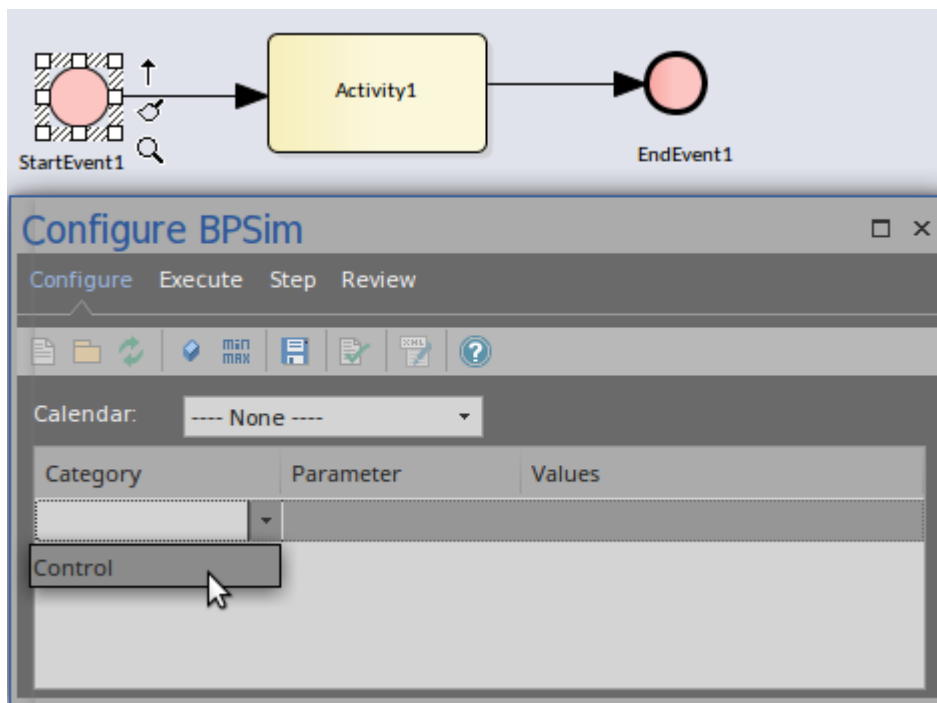 Activity1
StartEvent1
EndEvent1
Configure BPSim
Configure Execute Step Review
min
max
XML
?
Calendar: ---- None ----
Category Parameter Values
Control